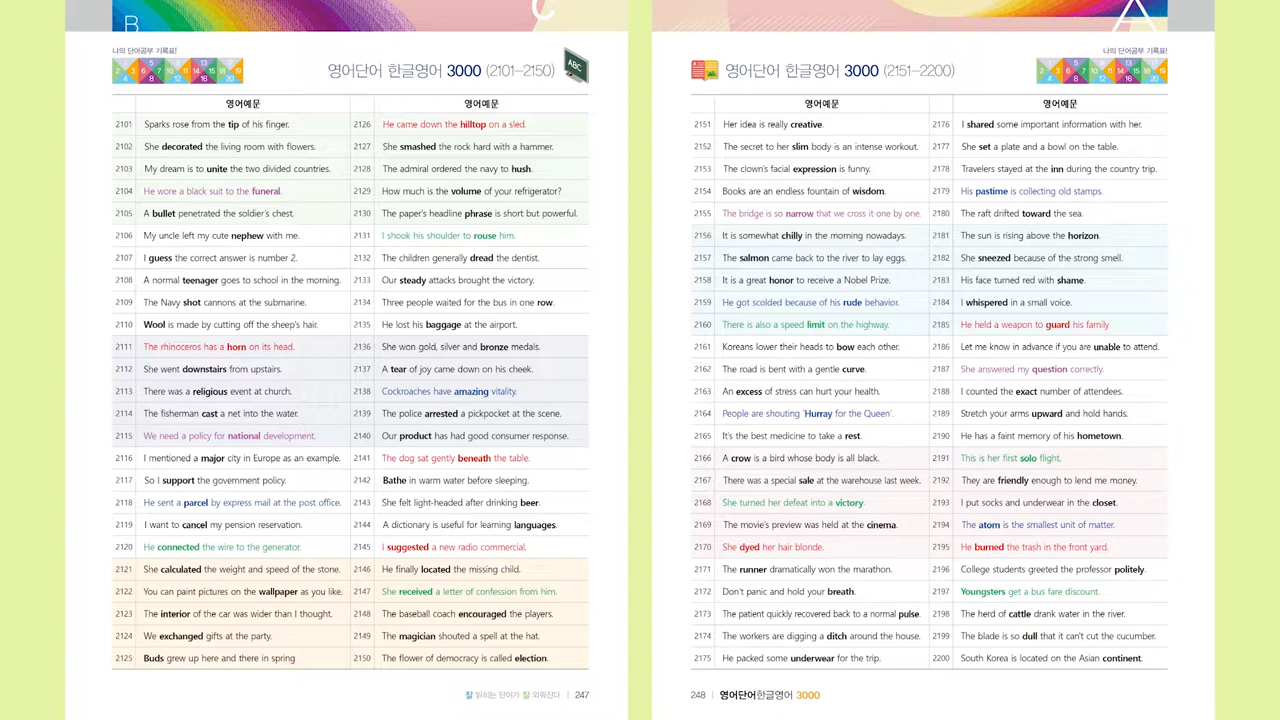 B
C
A
나의 단어공부 기록표!
2 3 4 5 6 7 8 9 10 11 12 13 14 15 16 17 18 19 20
영어단어 한글영어 3000 (2101–2150)
ABC
영어예문
영어예문
2101 Sparks rose from the tip of his finger.
2102 She decorated the living room with flowers.
2103 My dream is to unite the two divided countries.
2104 He wore a black suit to the funeral.
2105 A bullet penetrated the soldier's chest.
2106 My uncle left my cute nephew with me.
2107 I guess the correct answer is number 2.
2108 A normal teenager goes to school in the morning.
2109 The Navy shot cannons at the submarine.
2110 Wool is made by cutting off the sheep's hair.
2111 The rhinoceros has a horn on its head.
2112 She went downstairs from upstairs.
2113 There was a religious event at church.
2114 The fisherman cast a net into the water.
2115 We need a policy for national development.
2116 I mentioned a major city in Europe as an example.
2117 So I support the government policy.
2118 He sent a parcel by express mail at the post office.
2119 I want to cancel my pension reservation.
2120 He connected the wire to the generator.
2121 She calculated the weight and speed of the stone.
2122 You can paint pictures on the wallpaper as you like.
2123 The interior of the car was wider than I thought.
2124 We exchanged gifts at the party.
2125 Buds grew up here and there in spring
2126 He came down the hilltop on a sled.
2127 She smashed the rock hard with a hammer.
2128 The admiral ordered the navy to hush.
2129 How much is the volume of your refrigerator?
2130 The paper's headline phrase is short but powerful.
2131 I shook his shoulder to rouse him.
2132 The children generally dread the dentist.
2133 Our steady attacks brought the victory.
2134 Three people waited for the bus in one row.
2135 He lost his baggage at the airport.
2136 She won gold, silver and bronze medals.
2137 A tear of joy came down on his cheek.
2138 Cockroaches have amazing vitality.
2139 The police arrested a pickpocket at the scene.
2140 Our product has had good consumer response.
2141 The dog sat gently beneath the table.
2142 Bathe in warm water before sleeping.
2143 She felt light-headed after drinking beer.
2144 A dictionary is useful for learning languages.
2145 I suggested a new radio commercial.
2146 He finally located the missing child.
2147 She received a letter of confession from him.
2148 The baseball coach encouraged the players.
2149 The magician shouted a spell at the hat.
2150 The flower of democracy is called election.
잘 읽히는 단어가 잘 외워진다 | 247
나의 단어공부 기록표!
영어단어 한글영어 3000 (2151–2200)
2 3 4 5 6 7 8 9 10 11 12 13 14 15 16 17 18 19 20
영어예문
영어예문
2151 Her idea is really creative.
2152 The secret to her slim body is an intense workout.
2153 The clown's facial expression is funny.
2154 Books are an endless fountain of wisdom.
2155 The bridge is so narrow that we cross it one by one.
2156 It is somewhat chilly in the morning nowadays.
2157 The salmon came back to the river to lay eggs.
2158 It is a great honor to receive a Nobel Prize.
2159 He got scolded because of his rude behavior.
2160 There is also a speed limit on the highway.
2161 Koreans lower their heads to bow each other.
2162 The road is bent with a gentle curve.
2163 An excess of stress can hurt your health.
2164 People are shouting 'Hurray for the Queen'.
2165 It's the best medicine to take a rest.
2166 A crow is a bird whose body is all black.
2167 There was a special sale at the warehouse last week.
2168 She turned her defeat into a victory.
2169 The movie's preview was held at the cinema.
2170 She dyed her hair blonde.
2171 The runner dramatically won the marathon.
2172 Don't panic and hold your breath.
2173 The patient quickly recovered back to a normal pulse.
2174 The workers are digging a ditch around the house.
2175 He packed some underwear for the trip.
2176 I shared some important information with her.
2177 She set a plate and a bowl on the table.
2178 Travelers stayed at the inn during the country trip.
2179 His pastime is collecting old stamps.
2180 The raft drifted toward the sea.
2181 The sun is rising above the horizon.
2182 She sneezed because of the strong smell.
2183 His face turned red with shame.
2184 I whispered in a small voice.
2185 He held a weapon to guard his family
2186 Let me know in advance if you are unable to attend.
2187 She answered my question correctly.
2188 I counted the exact number of attendees.
2189 Stretch your arms upward and hold hands.
2190 He has a faint memory of his hometown.
2191 This is her first solo flight.
2192 They are friendly enough to lend me money.
2193 I put socks and underwear in the closet.
2194 The atom is the smallest unit of matter.
2195 He burned the trash in the front yard.
2196 College students greeted the professor politely.
2197 Youngsters get a bus fare discount.
2198 The herd of cattle drank water in the river.
2199 The blade is so dull that it can't cut the cucumber.
2200 South Korea is located on the Asian continent.
248 | 영어단어한글영어 3000